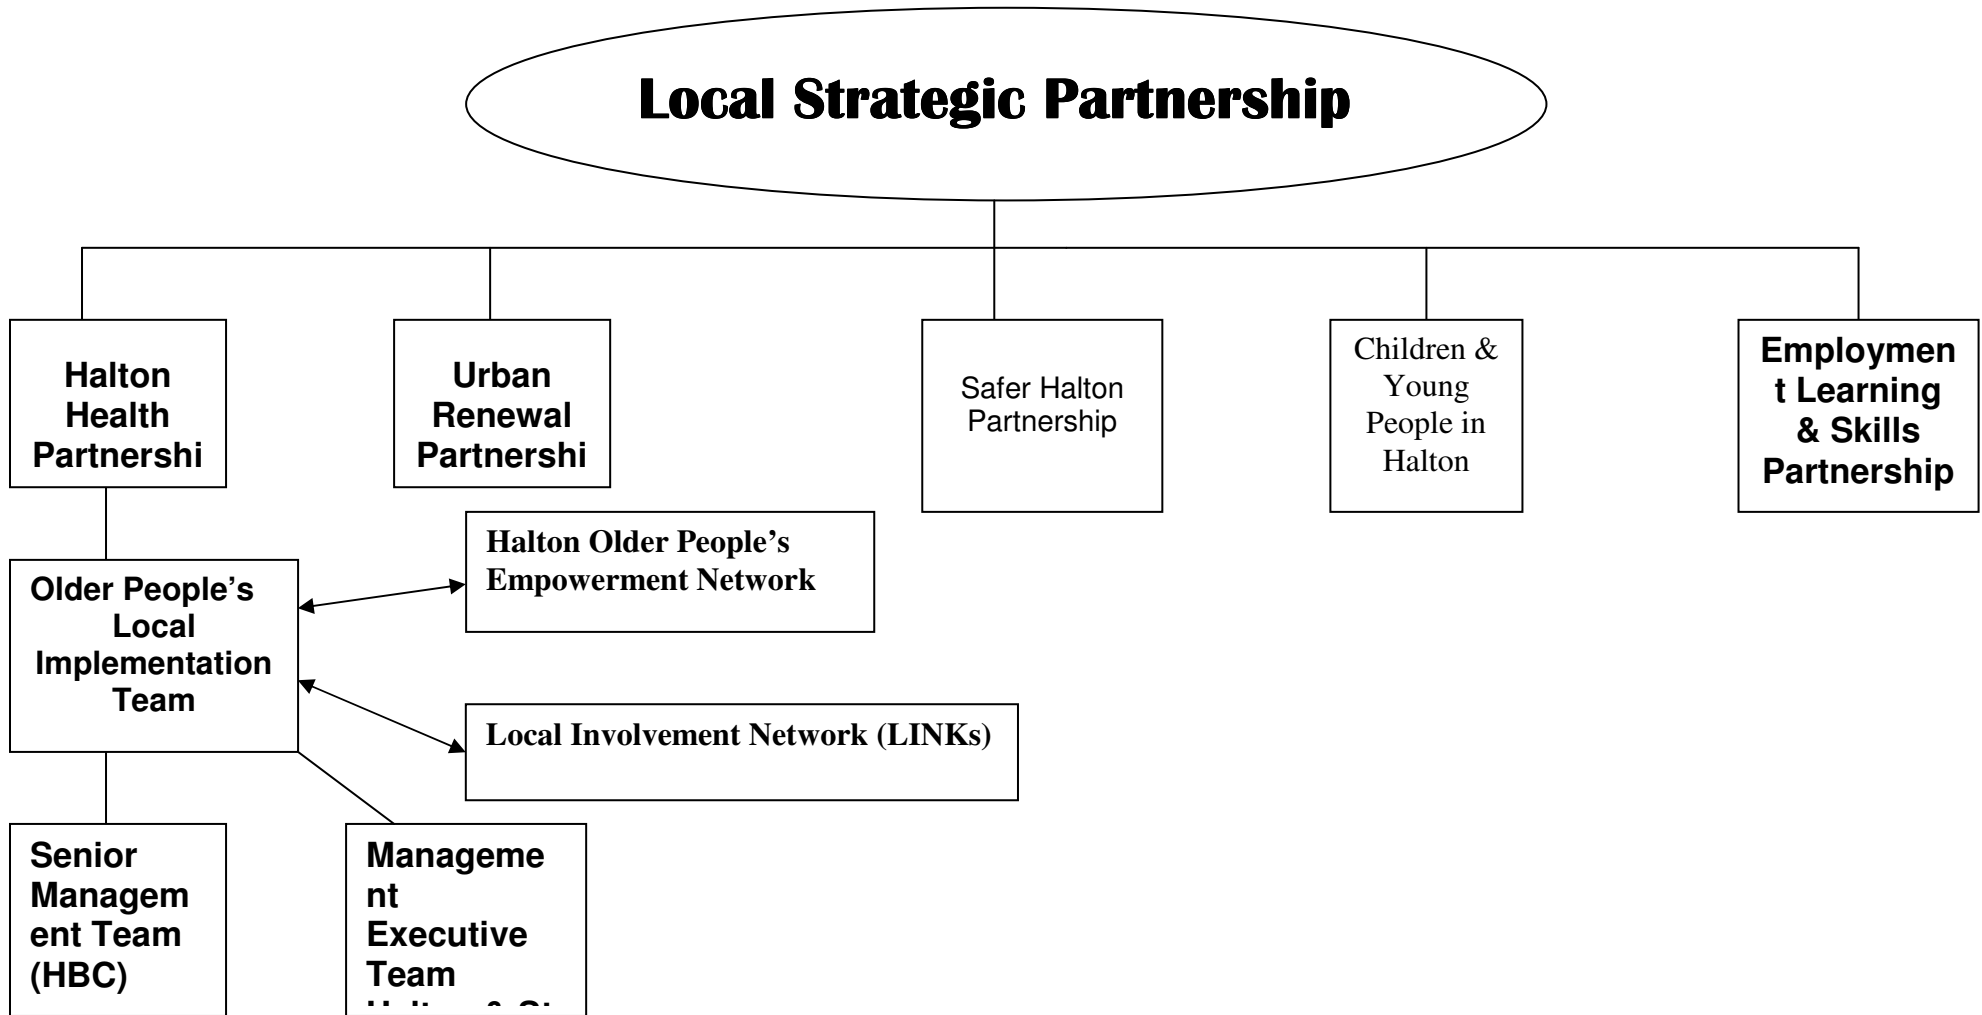 Local Strategic Partnership
Halton
Health
Partnershi
Urban
Renewal
Partnershi
Safer Halton
Partnership
Children &
Young
People in
Halton
Employmen
t Learning
& Skills
Partnership
Halton Older People’s
Empowerment Network
Older People’s
Local
Implementation
Team
Local Involvement Network (LINKs)
Senior
Managem
ent Team
(HBC)
Manageme
nt
Executive
Team